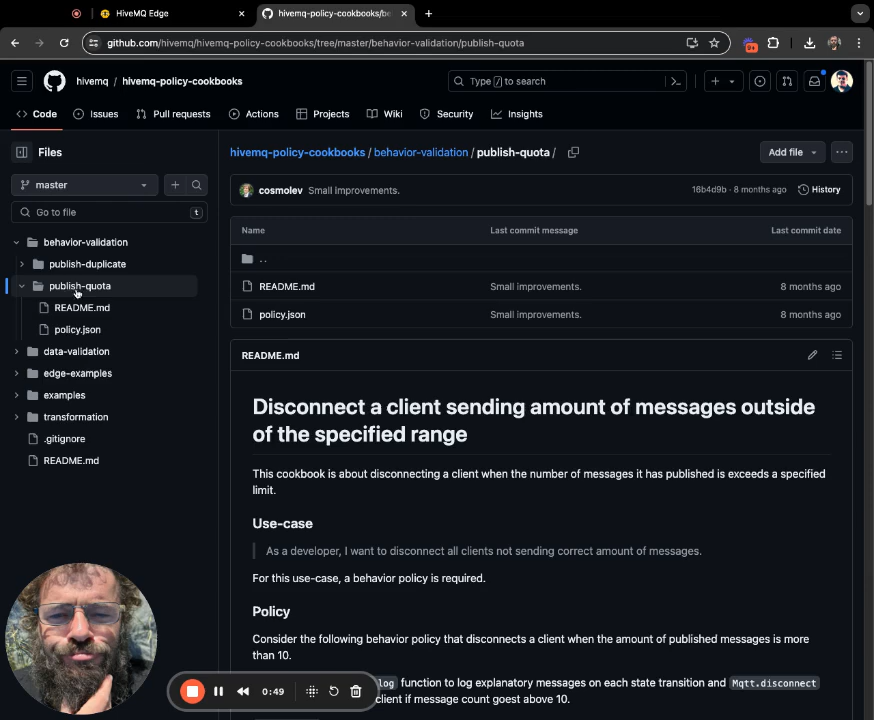 HiveMQ Edge
hivemq-policy-cookbooks/be
github.com/hivemq/hivemq-policy-cookbooks/tree/master/behavior-validation/publish-quota
9+
hivemq / hivemq-policy-cookbooks
Type / to search
Code
Issues
Pull requests
Actions
Projects
Wiki
Security
Insights
Files
master
Go to file
t
behavior-validation
publish-duplicate
publish-quota
README.md
policy.json
data-validation
edge-examples
examples
transformation
.gitignore
README.md
hivemq-policy-cookbooks / behavior-validation / publish-quota /
Add file
cosmolev Small Improvements. 16b4d9b · 8 months ago History
Name Last commit message Last commit date
..
README.md Small improvements. 8 months ago
policy.json Small improvements. 8 months ago
README.md
Disconnect a client sending amount of messages outside
of the specified range
This cookbook is about disconnecting a client when the number of messages it has published is exceeds a specified
limit.
Use-case
As a developer, I want to disconnect all clients not sending correct amount of messages.
For this use-case, a behavior policy is required.
Policy
Consider the following behavior policy that disconnects a client when the amount of published messages is more
than 10.
log function to log explanatory messages on each state transition and Mqtt.disconnect
client if message count goest above 10.
0:49